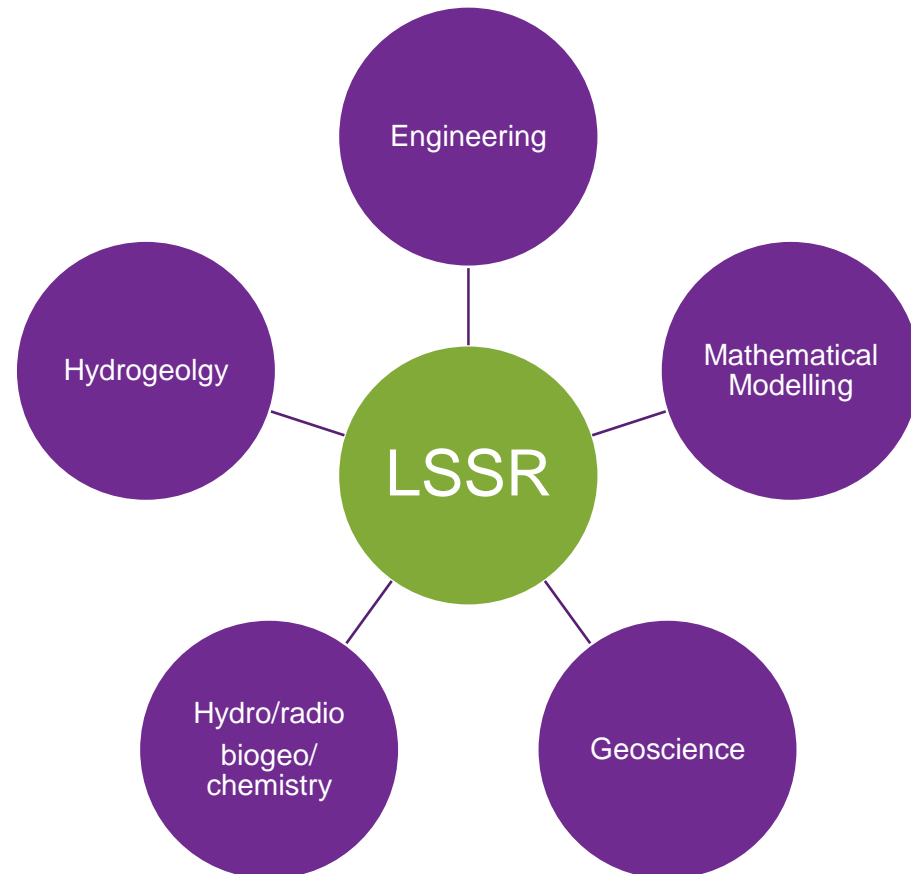 Engineering
Hydrogeolgy
Mathematical
Modelling
LSSR
Hydro/radio
biogeo/
chemistry
Geoscience